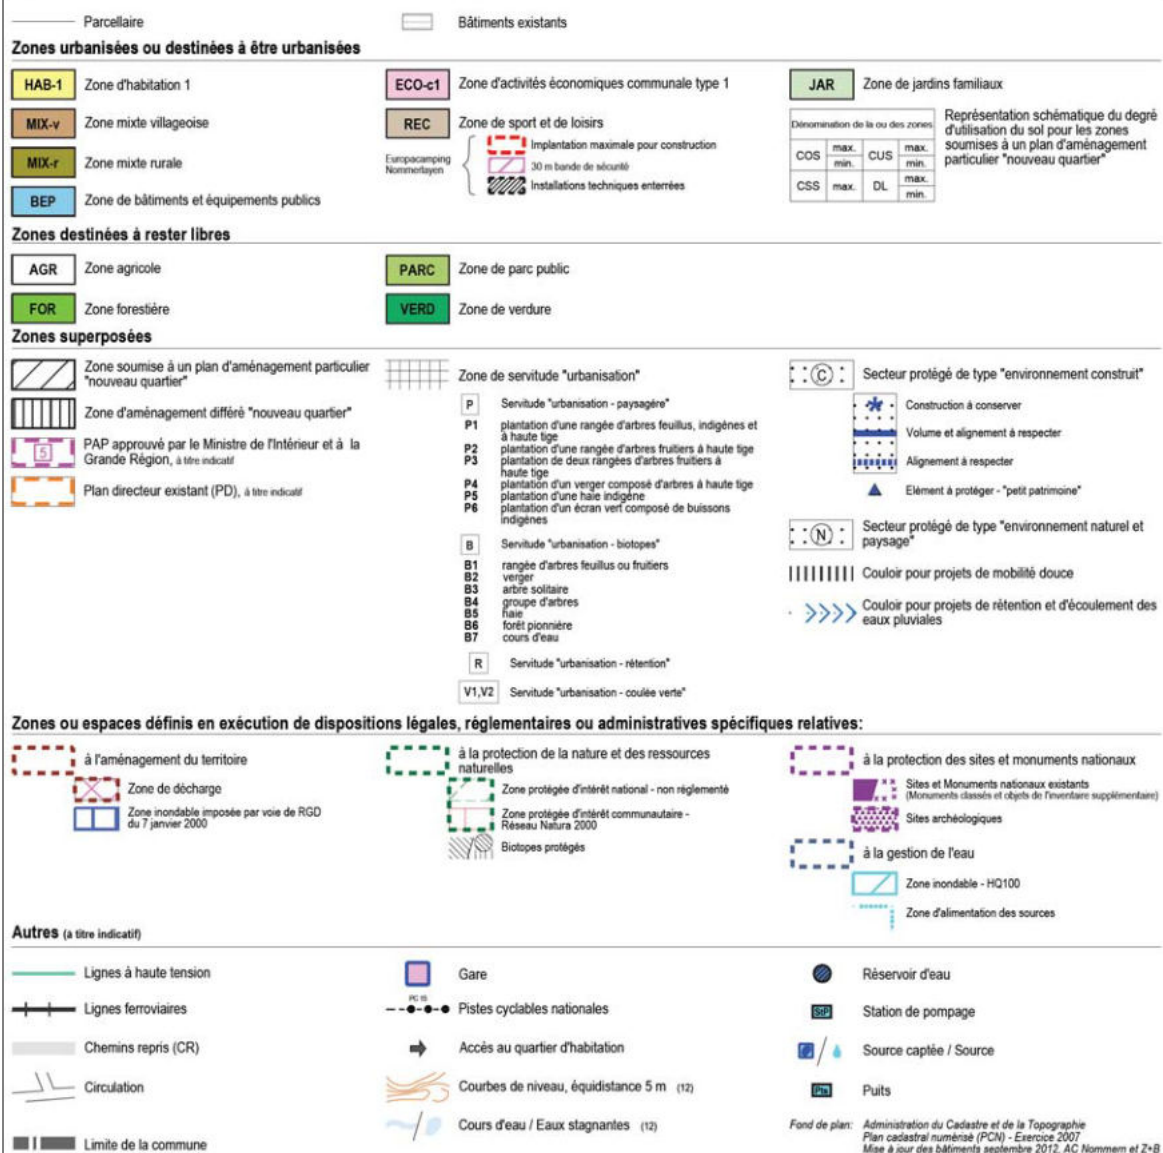 Parcellaire
Bâtiments existants
Zones urbanisées ou destinées à être urbanisées
HAB-1 Zone d'habitation 1
MIX-v Zone mixte villageoise
MIX-r Zone mixte rurale
BEP Zone de bâtiments et équipements publics
ECO-c1 Zone d'activités économiques communale type 1
REC Zone de sport et de loisirs
Europacamping
Nommerlayen
Implantation maximale pour construction
30 m bande de sécurité
Installations techniques enterrées
JAR Zone de jardins familiaux
Dénomination de la ou des zones
COS max. CUS max.
min. min.
CSS max. DL max.
min.
Représentation schématique du degré
d'utilisation du sol pour les zones
soumises à un plan d'aménagement
particulier "nouveau quartier"
Zones destinées à rester libres
AGR Zone agricole
FOR Zone forestière
PARC Zone de parc public
VERD Zone de verdure
Zones superposées
Zone soumise à un plan d'aménagement particulier
"nouveau quartier"
Zone d'aménagement différé "nouveau quartier"
5 PAP approuvé par le Ministre de l'Intérieur et à la
Grande Région, à titre indicatif
Plan directeur existant (PD), à titre indicatif
Zone de servitude "urbanisation"
P Servitude "urbanisation - paysagère"
P1 plantation d'une rangée d'arbres feuillus, indigènes et
à haute tige
P2 plantation d'une rangée d'arbres fruitiers à haute tige
P3 plantation de deux rangées d'arbres fruitiers à
haute tige
P4 plantation d'un verger composé d'arbres à haute tige
P5 plantation d'une haie indigène
P6 plantation d'un écran vert composé de buissons
indigènes
B Servitude "urbanisation - biotopes"
B1 rangée d'arbres feuillus ou fruitiers
B2 verger
B3 arbre solitaire
B4 groupe d'arbres
B5 haie
B6 forêt pionnière
B7 cours d'eau
R Servitude "urbanisation - rétention"
V1,V2 Servitude "urbanisation - coulée verte"
C Secteur protégé de type "environnement construit"
Construction à conserver
Volume et alignement à respecter
Alignement à respecter
Elément à protéger - "petit patrimoine"
N Secteur protégé de type "environnement naturel et
paysage"
Couloir pour projets de mobilité douce
Couloir pour projets de rétention et d'écoulement des
eaux pluviales
Zones ou espaces définis en exécution de dispositions légales, réglementaires ou administratives spécifiques relatives:
à l'aménagement du territoire
Zone de décharge
Zone inondable imposée par voie de RGD
du 7 janvier 2000
à la protection de la nature et des ressources
naturelles
Zone protégée d'intérêt national - non réglementé
Zone protégée d'intérêt communautaire -
Réseau Natura 2000
Biotopes protégés
à la protection des sites et monuments nationaux
Sites et Monuments nationaux existants
(Monuments classés et objets de l'inventaire supplémentaire)
Sites archéologiques
à la gestion de l'eau
Zone inondable - HQ100
Zone d'alimentation des sources
Autres (à titre indicatif)
Lignes à haute tension
Lignes ferroviaires
Chemins repris (CR)
Circulation
Limite de la commune
Gare
PC 15 Pistes cyclables nationales
Accès au quartier d'habitation
Courbes de niveau, équidistance 5 m (12)
Cours d'eau / Eaux stagnantes (12)
Réservoir d'eau
StP Station de pompage
Source captée / Source
Pts Puits
Fond de plan: Administration du Cadastre et de la Topographie
Plan cadastral numérisé (PCN) - Exercice 2007
Mise à jour des bâtiments septembre 2012, AC Nommern et Z+B